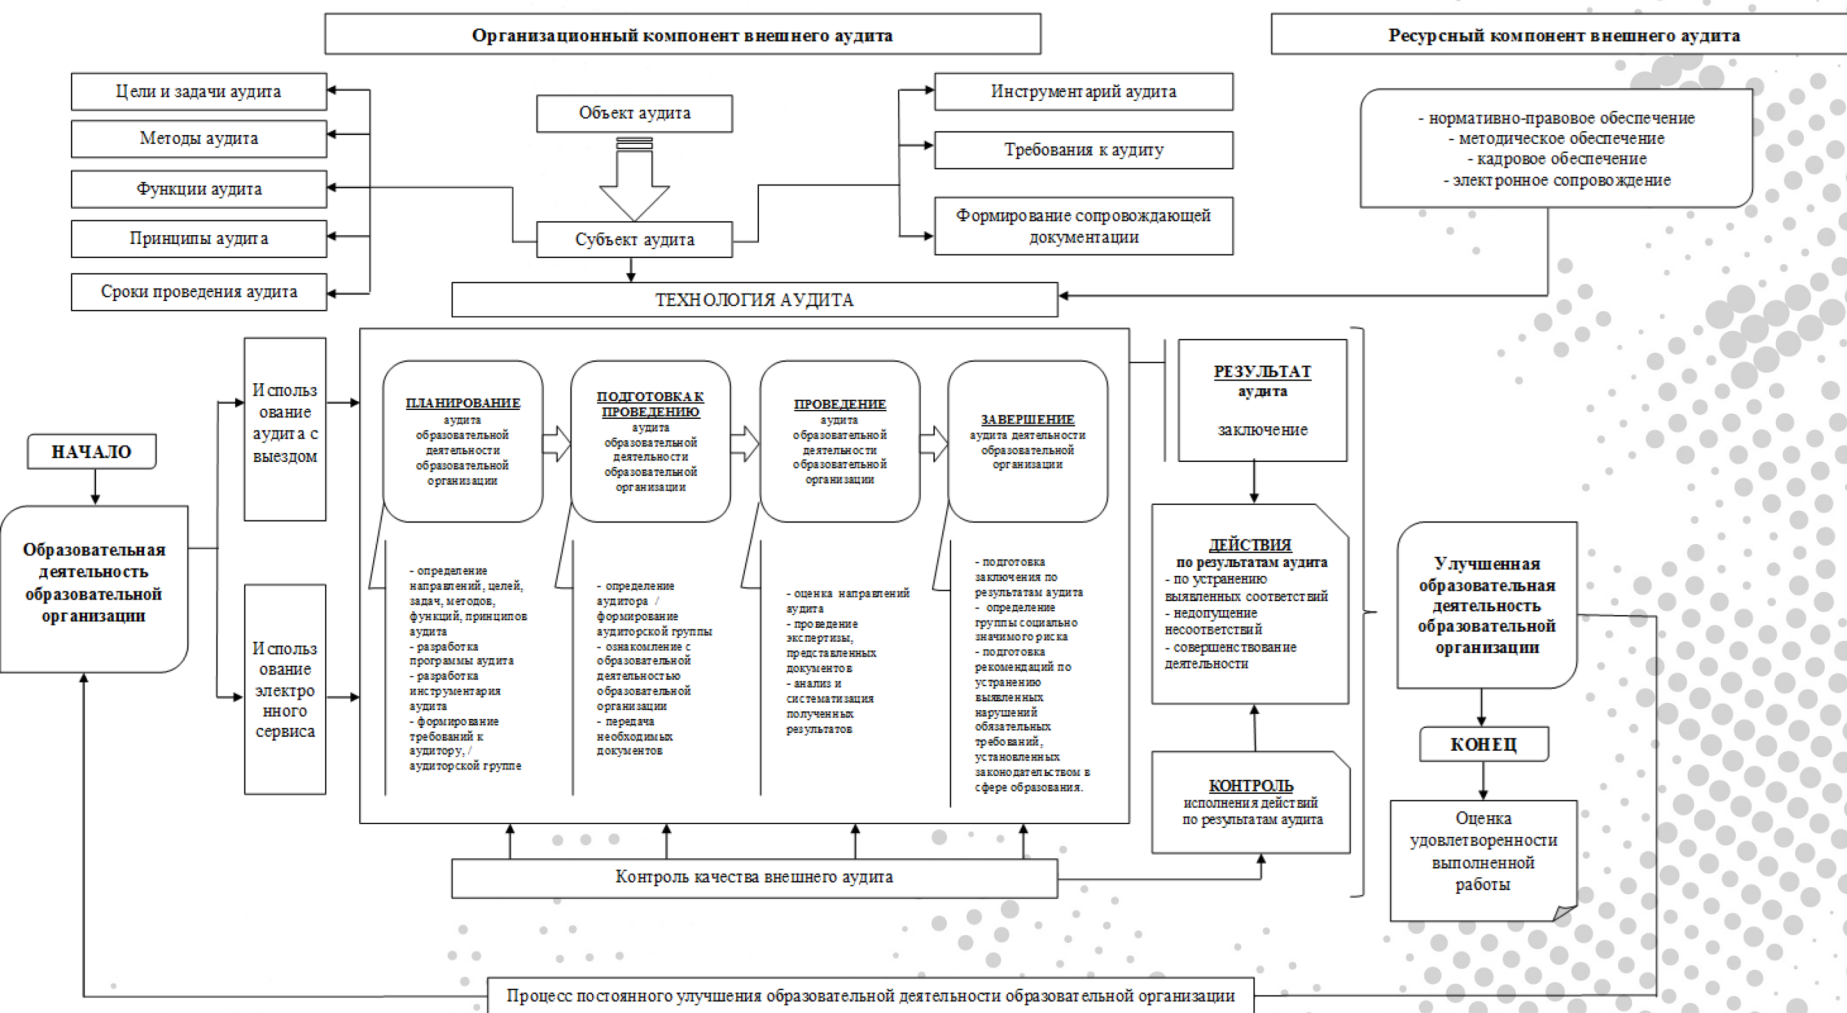 Организационный компонент внешнего аудита
Ресурсный компонент внешнего аудита
Цели и задачи аудита
Методы аудита
Функции аудита
Принципы аудита
Сроки проведения аудита
Объект аудита
Субъект аудита
Инструментарий аудита
Требования к аудиту
Формирование сопровождающей
документации
- нормативно-правовое обеспечение
- методическое обеспечение
- кадровое обеспечение
- электронное сопровождение
ТЕХНОЛОГИЯ АУДИТА
НАЧАЛО
Образовательная
деятельность
образовательной
организации
Использ
ование
аудита с
выездом
Использ
ование
электро
нного
сервиса
ПЛАНИРОВАНИЕ
аудита
образовательной
деятельности
образовательной
организации
ПОДГОТОВКА К
ПРОВЕДЕНИЮ
аудита
образовательной
деятельности
образовательной
организации
ПРОВЕДЕНИЕ
аудита
образовательной
деятельности
образовательной
организации
ЗАВЕРШЕНИЕ
аудита деятельности
образовательной
организации
- определение
направлений, целей,
задач, методов,
функций, принципов
аудита
- разработка
программы аудита
- разработка
инструментария
аудита
- формирование
требований к
аудитору, /
аудиторской группе
- определение
аудитора /
формирование
аудиторской группы
- ознакомление с
образовательной
деятельностью
образовательной
организации
- передача
необходимых
документов
- оценка направлений
аудита
- проведение
экспертизы,
представленных
документов
- анализ и
систематизация
полученных
результатов
- подготовка
заключения по
результатам аудита
- определение
группы социально
значимого риска
- подготовка
рекомендаций по
устранению
выявленных
нарушений
обязательных
требований,
установленных
законодательством в
сфере образования.
РЕЗУЛЬТАТ
аудита
заключение
ДЕЙСТВИЯ
по результатам аудита
- по устранению
выявленных соответствий
- недопущение
несоответствий
- совершенствование
деятельности
КОНТРОЛЬ
исполнения действий
по результатам аудита
Контроль качества внешнего аудита
Улучшенная
образовательная
деятельность
образовательной
организации
КОНЕЦ
Оценка
удовлетворенности
выполненной
работы
Процесс постоянного улучшения образовательной деятельности образовательной организации